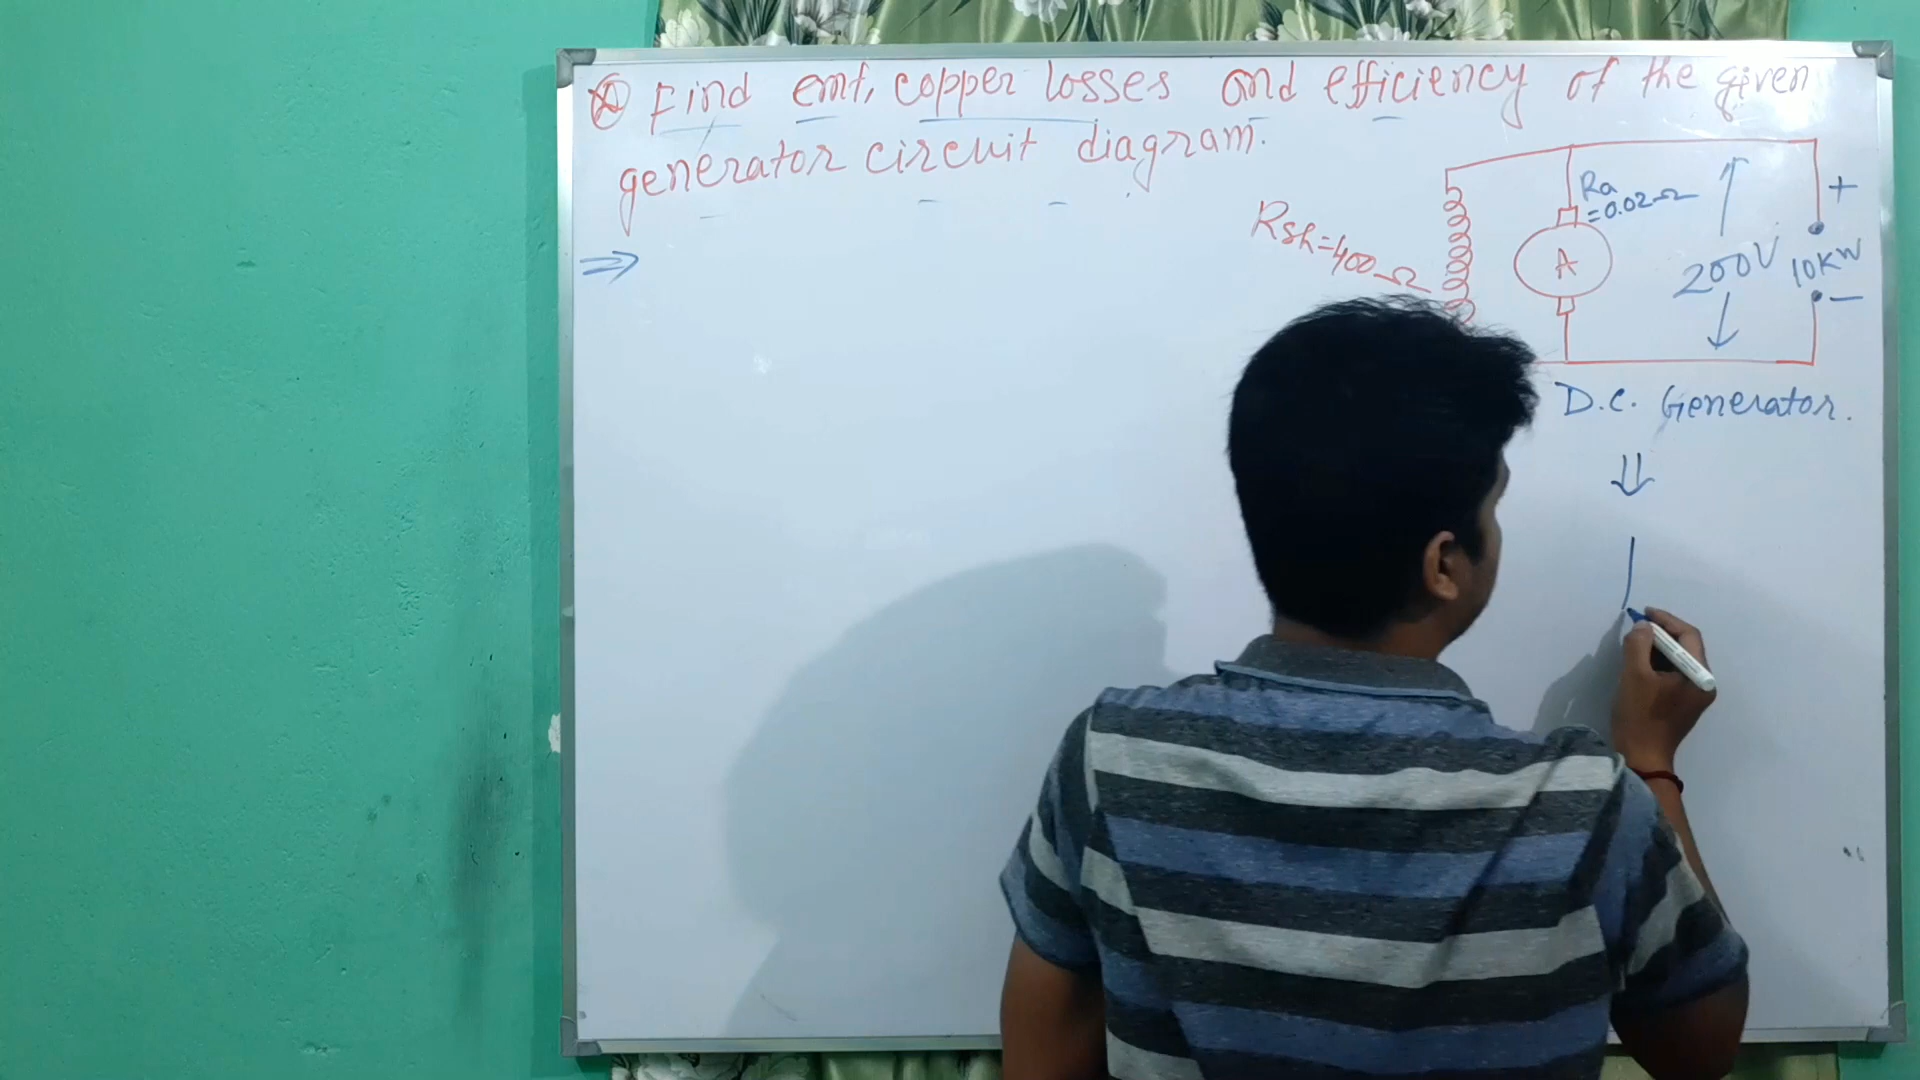 Find emf, copper losses and efficiency of the given
generator circuit diagram.
⇒
Rsh=400Ω
Ra
=0.02Ω
A
200V
+
10KW
−
D.C. Generator.
⇓